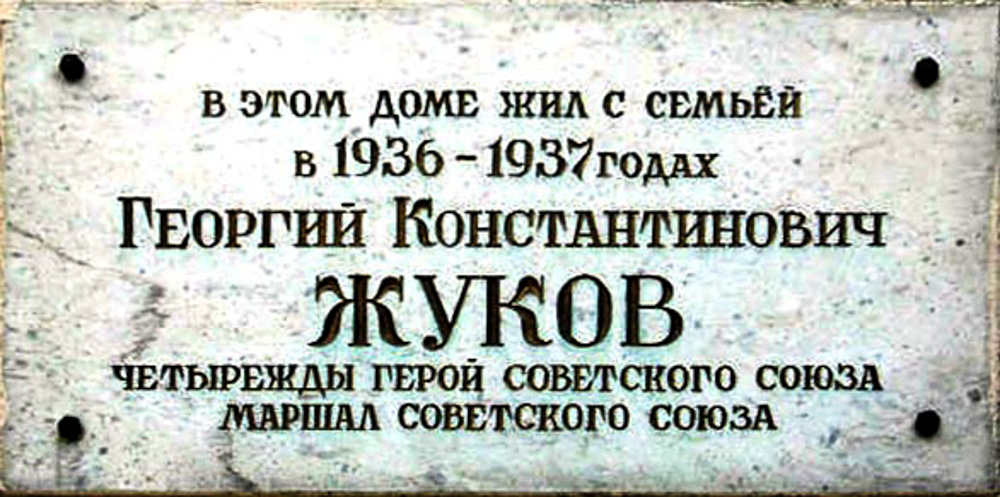 В ЭТОМ ДОМЕ ЖИЛ С СЕМЬЁЙ
В 1936 - 1937 ГОДАХ
ГЕОРГИЙ КОНСТАНТИНОВИЧ
ЖУКОВ
ЧЕТЫРЕЖДЫ ГЕРОЙ СОВЕТСКОГО СОЮЗА
МАРШАЛ СОВЕТСКОГО СОЮЗА